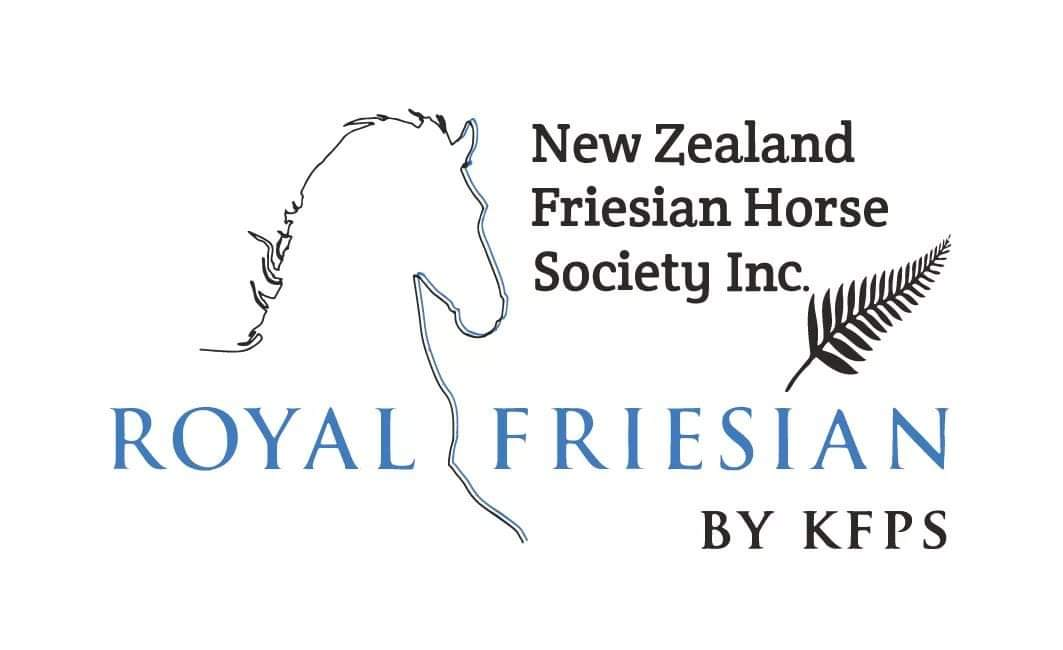 New Zealand
Friesian Horse
Society Inc.
ROYAL FRIESIAN
BY KFPS